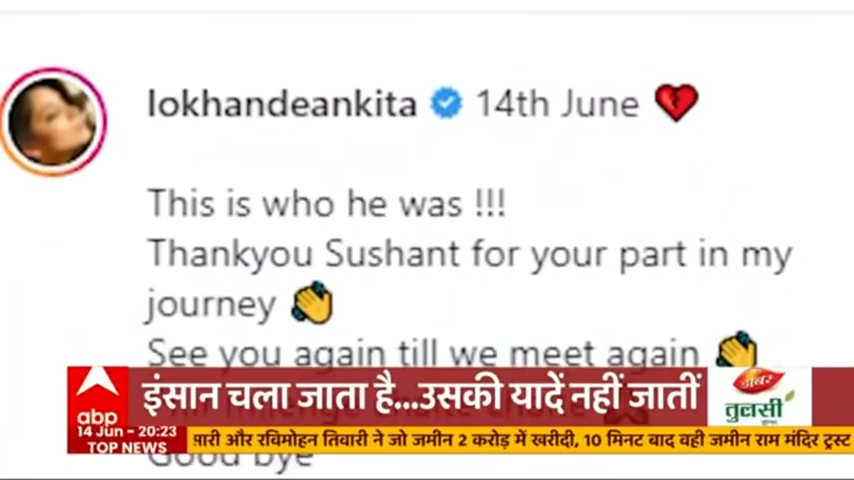 lokhandeankita 14th June
This is who he was !!!
Thankyou Sushant for your part in my
journey
See you again till we meet again
इंसान चला जाता है...उसकी यादें नहीं जातीं
डाबर
तुलसी
abp
14 Jun - 20:23
TOP NEWS
सारी और रविमोहन तिवारी ने जो जमीन 2 करोड़ में खरीदी, 10 मिनट बाद वही जमीन राम मंदिर ट्रस्ट
Good bye